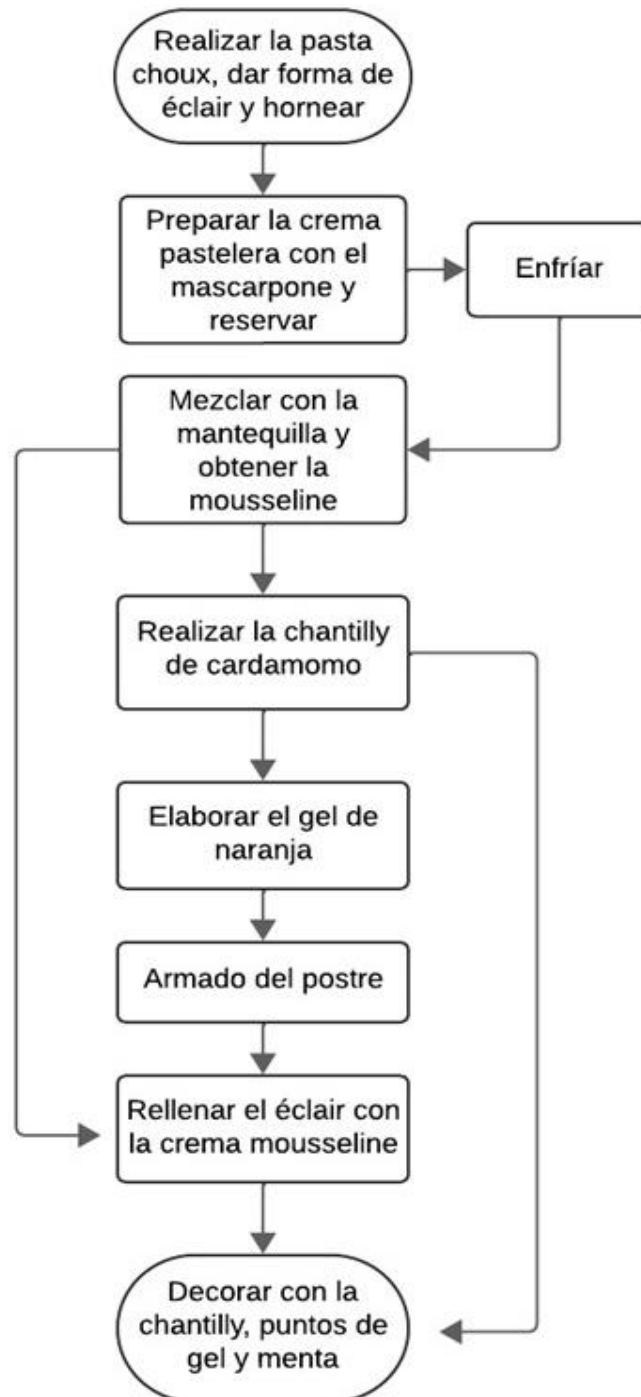 Realizar la pasta
choux, dar forma de
éclair y hornear
Preparar la crema
pastelera con el
mascarpone y
reservar
Enfríar
Mezclar con la
mantequilla y
obtener la
mousseline
Realizar la chantilly
de cardamomo
Elaborar el gel de
naranja
Armado del postre
Rellenar el éclair con
la crema mousseline
Decorar con la
chantilly, puntos de
gel y menta